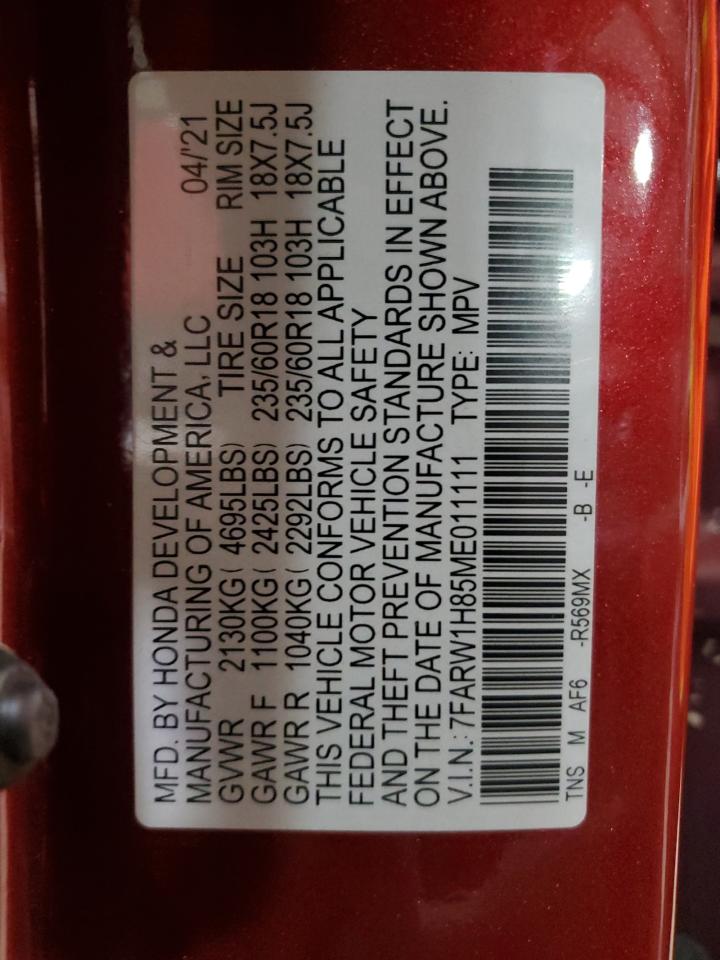 MFD. BY HONDA DEVELOPMENT &
MANUFACTURING OF AMERICA, LLC 04/'21
GVWR 2130KG( 4695LBS) TIRE SIZE RIM SIZE
GAWR F 1100KG( 2425LBS) 235/60R18 103H 18X7.5J
GAWR R 1040KG( 2292LBS) 235/60R18 103H 18X7.5J
THIS VEHICLE CONFORMS TO ALL APPLICABLE
FEDERAL MOTOR VEHICLE SAFETY
AND THEFT PREVENTION STANDARDS IN EFFECT
ON THE DATE OF MANUFACTURE SHOWN ABOVE.
V.I.N.: 7FARW1H85ME011111 TYPE: MPV
TNS M AF6 -R569MX -B -E